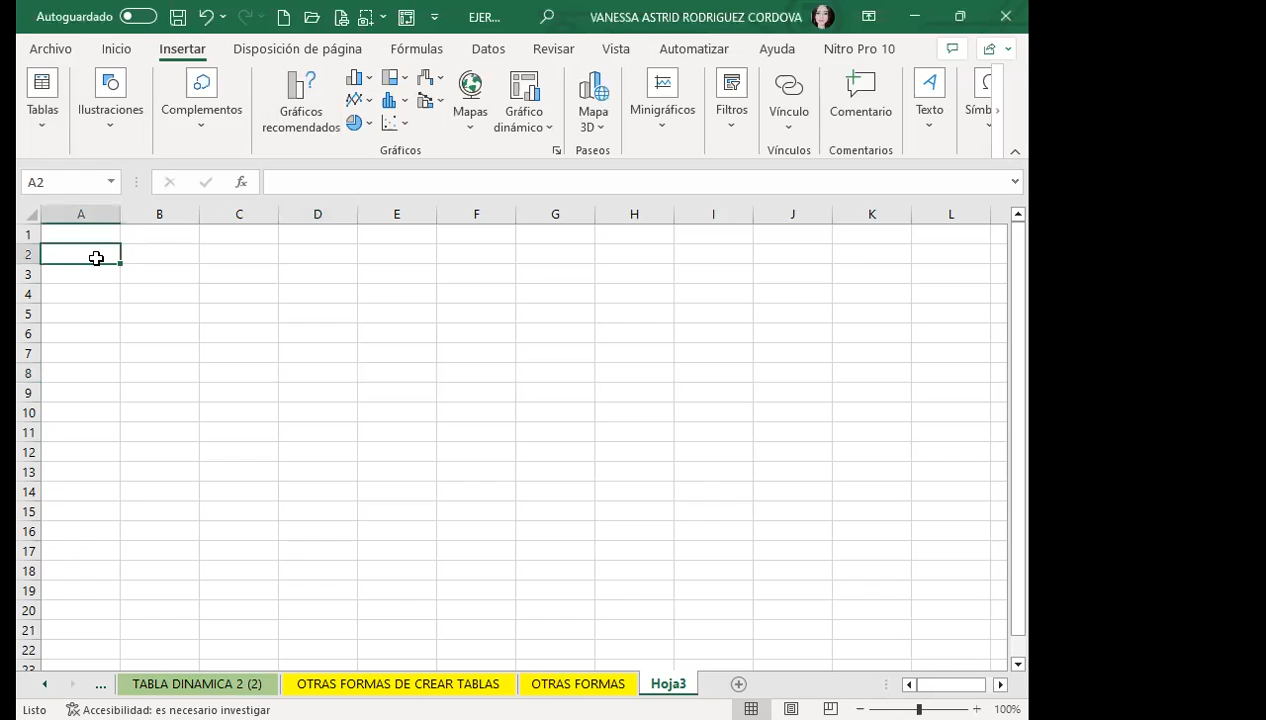 Autoguardado EJER... VANESSA ASTRID RODRIGUEZ CORDOVA
Archivo Inicio Insertar Disposición de página Fórmulas Datos Revisar Vista Automatizar Ayuda Nitro Pro 10
Tablas Ilustraciones Complementos Gráficos recomendados Mapas Gráfico dinámico Mapa 3D Minigráficos Filtros Vínculo Comentario Texto Símb
Gráficos Paseos Vínculos Comentarios
A2 fx
A B C D E F G H I J K L
1
2
3
4
5
6
7
8
9
10
11
12
13
14
15
16
17
18
19
20
21
22
23
... TABLA DINAMICA 2 (2) OTRAS FORMAS DE CREAR TABLAS OTRAS FORMAS Hoja3
Listo Accesibilidad: es necesario investigar 100%